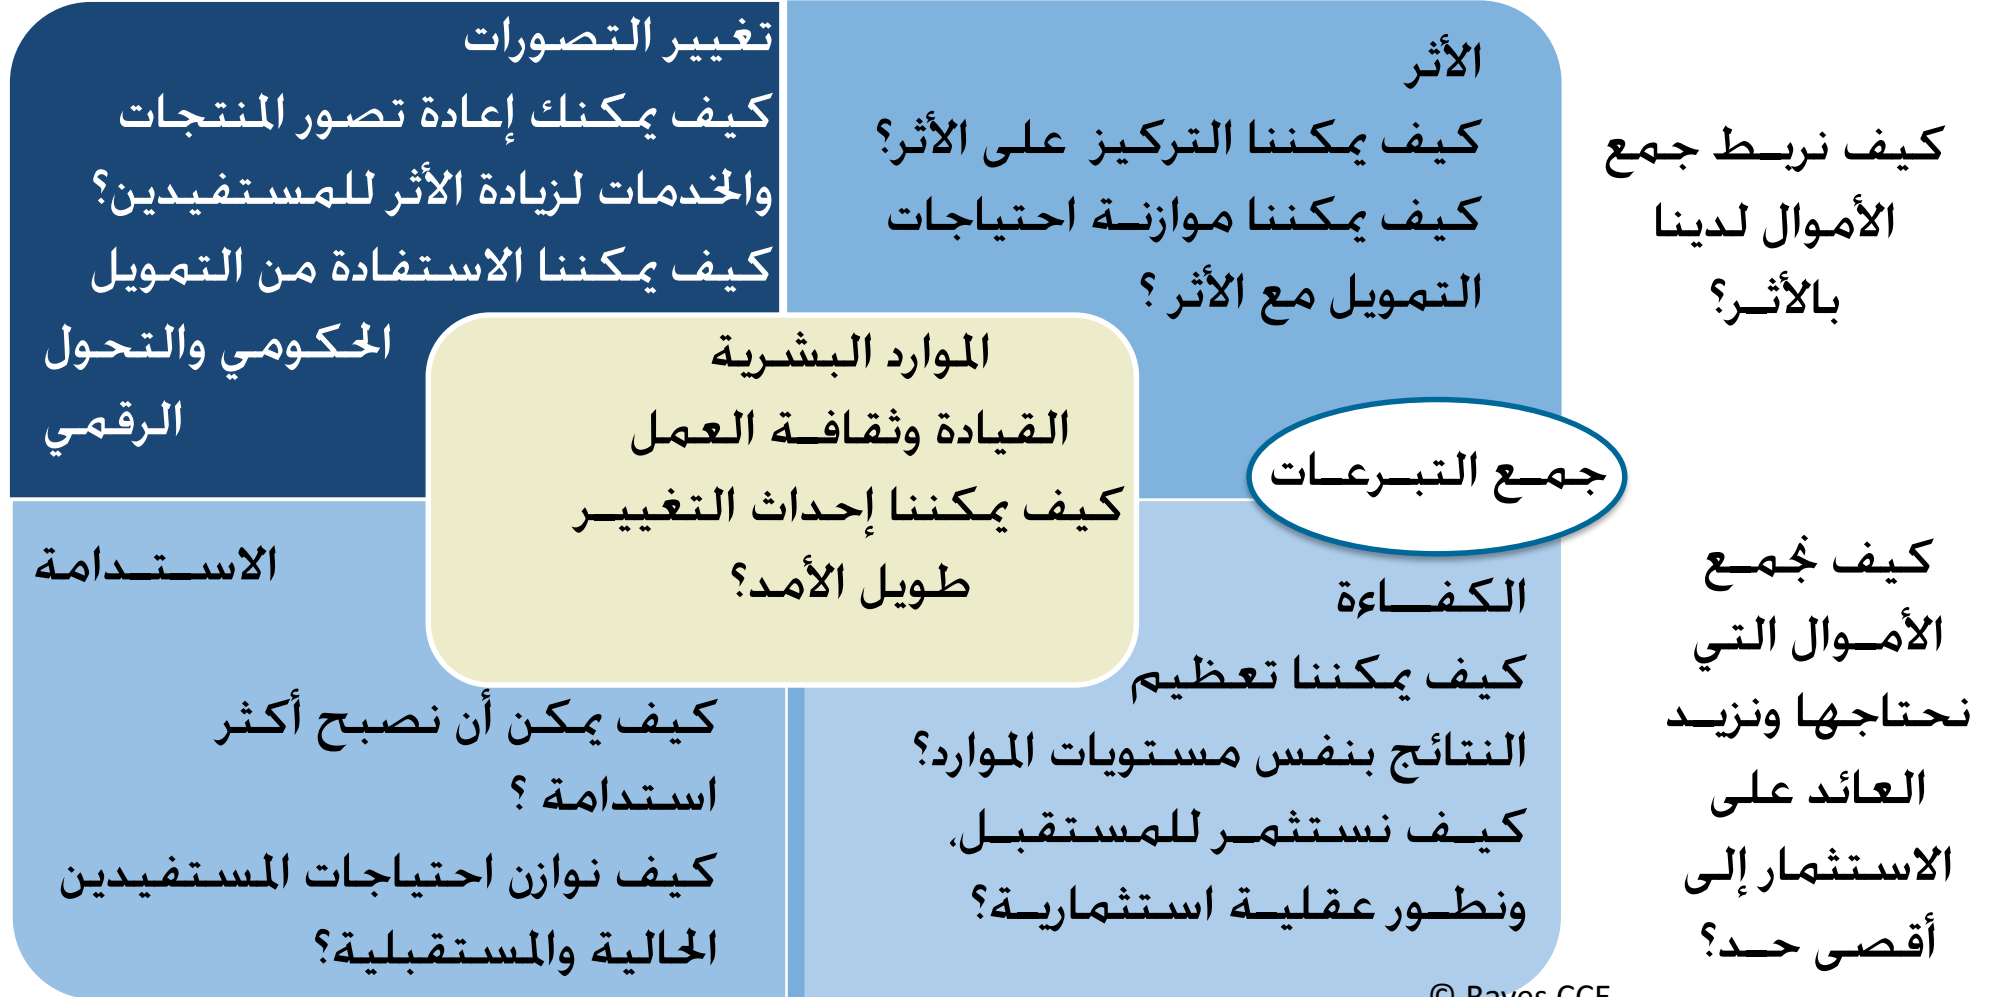 تغيير التصورات
كيف يمكنك إعادة تصور المنتجات
والخدمات لزيادة الأثر للمستفيدين؟
كيف يمكننا الاستفادة من التمويل
الحكومي والتحول
الرقمي
الأثر
كيف يمكننا التركيز على الأثر؟
كيف يمكننا موازنة احتياجات
التمويل مع الأثر ؟
كيف نربط جمع
الأموال لدينا
بالأثر؟
الموارد البشرية
القيادة وثقافة العمل
كيف يمكننا إحداث التغيير
طويل الأمد؟
جمع التبرعات
الاستدامة
كيف يمكن أن نصبح أكثر
استدامة ؟
كيف نوازن احتياجات المستفيدين
الحالية والمستقبلية؟
الكفاءة
كيف يمكننا تعظيم
النتائج بنفس مستويات الموارد؟
كيف نستثمر للمستقبل،
ونطور عقلية استثمارية؟
كيف نجمع
الأموال التي
نحتاجها ونزيد
العائد على
الاستثمار إلى
أقصى حد؟
© Bayes CCE